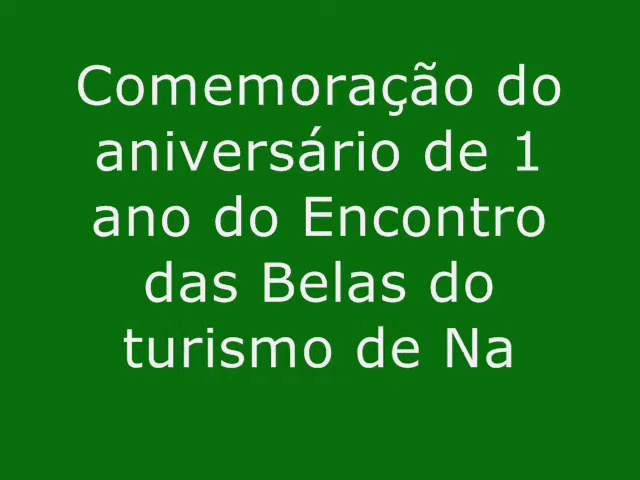 Comemoração do
aniversário de 1
ano do Encontro
das Belas do
turismo de Na